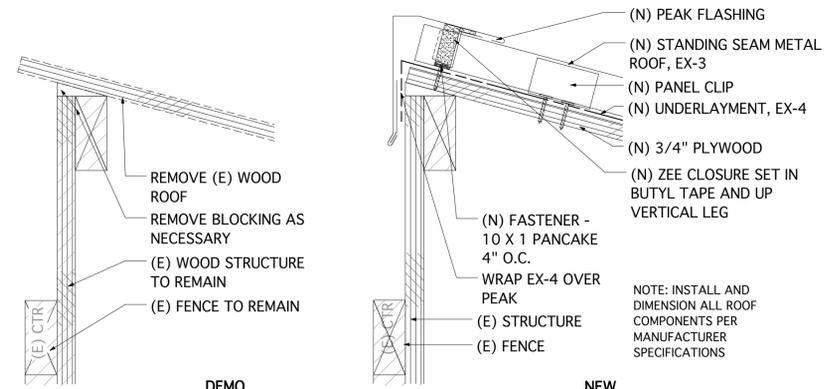 REMOVE (E) WOOD
ROOF
REMOVE BLOCKING AS
NECESSARY
(E) WOOD STRUCTURE
TO REMAIN
(E) FENCE TO REMAIN
(E) CTR
DEMO
(N) PEAK FLASHING
(N) STANDING SEAM METAL
ROOF, EX-3
(N) PANEL CLIP
(N) UNDERLAYMENT, EX-4
(N) 3/4" PLYWOOD
(N) ZEE CLOSURE SET IN
BUTYL TAPE AND UP
VERTICAL LEG
(N) FASTENER -
10 X 1 PANCAKE
4" O.C.
WRAP EX-4 OVER
PEAK
(E) STRUCTURE
(E) FENCE
(E) CTR
NOTE: INSTALL AND
DIMENSION ALL ROOF
COMPONENTS PER
MANUFACTURER
SPECIFICATIONS
NEW